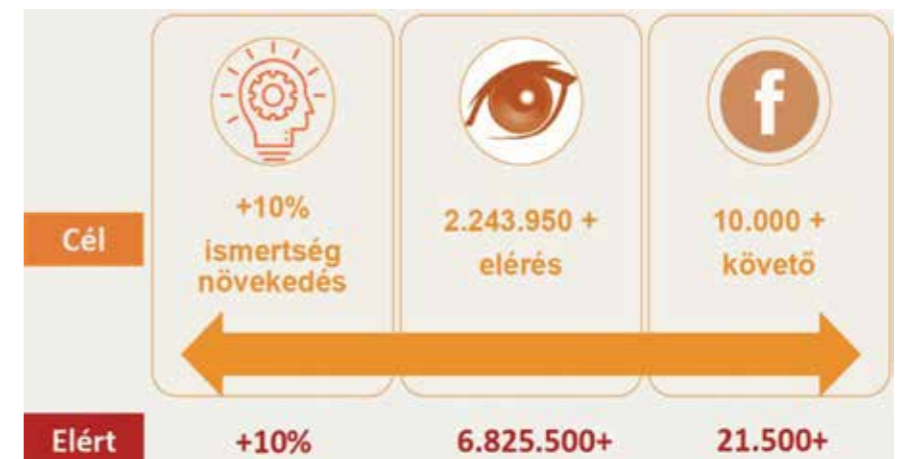 f
Cél
+10%
ismertség
növekedés
2.243.950 +
elérés
10.000 +
követő
Elért
+10%
6.825.500+
21.500+